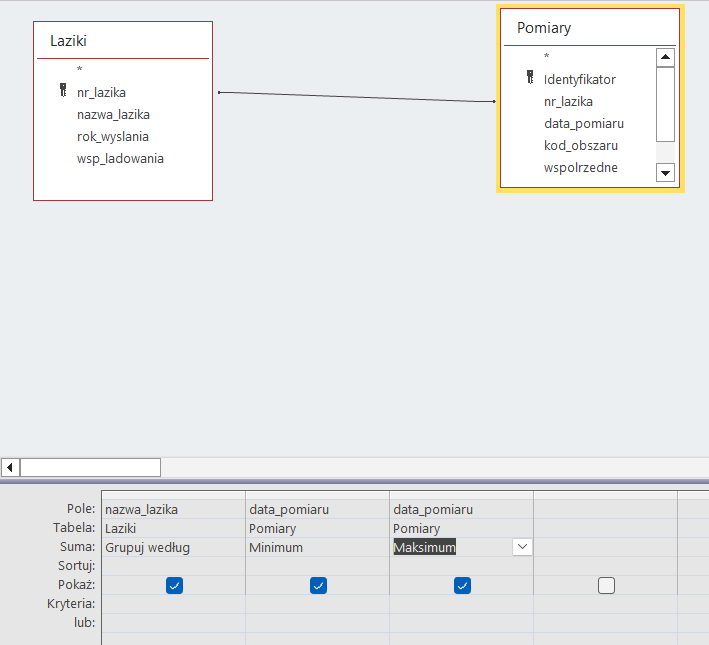 Laziki
*
nr_lazika
nazwa_lazika
rok_wyslania
wsp_ladowania
Pomiary
*
Identyfikator
nr_lazika
data_pomiaru
kod_obszaru
wspolrzedne
Pole: nazwa_lazika data_pomiaru data_pomiaru
Tabela: Laziki Pomiary Pomiary
Suma: Grupuj według Minimum Maksimum
Sortuj:
Pokaż:
Kryteria:
lub: